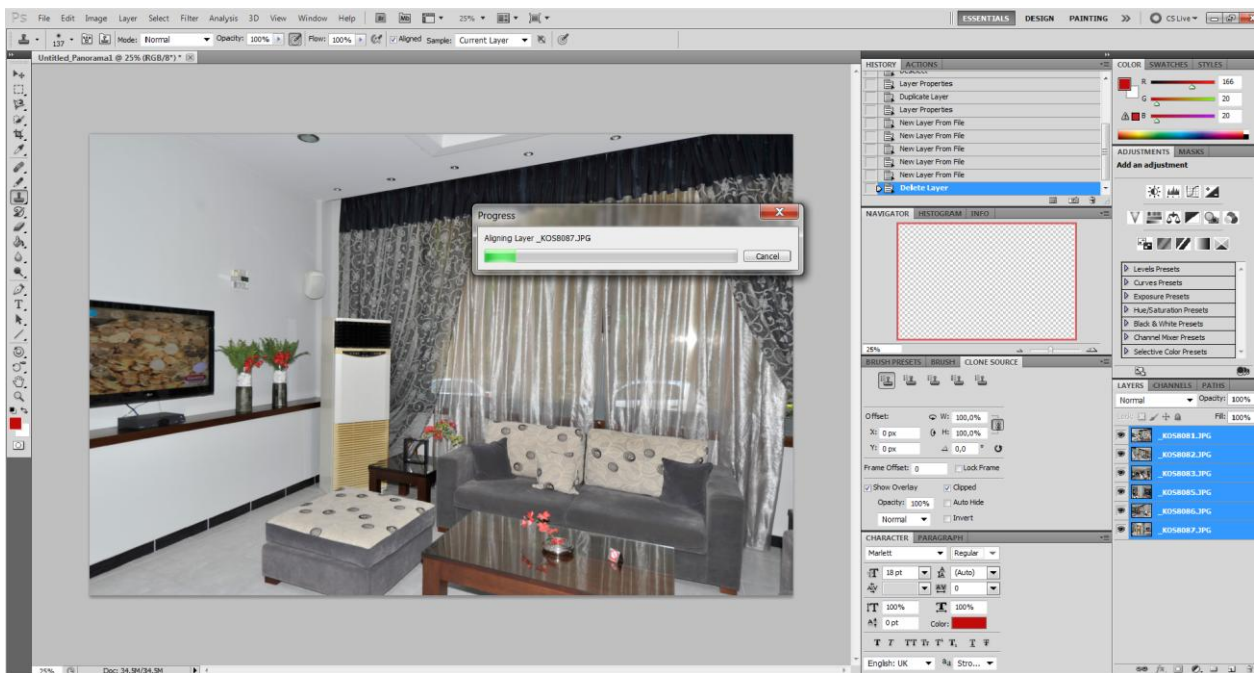 Ps File Edit Image Layer Select Filter Analysis 3D View Window Help Br Mb 25%
ESSENTIALS DESIGN PAINTING CS Live
137 Mode: Normal Opacity: 100% Flow: 100% Aligned Sample: Current Layer
Untitled_Panorama1 @ 25% (RGB/8*) *
Progress
Aligning Layer _KOS8087.JPG
Cancel
25% Doc: 34,5M/34,5M
HISTORY ACTIONS
Layer Properties
Duplicate Layer
Layer Properties
New Layer From File
New Layer From File
New Layer From File
New Layer From File
New Layer From File
Delete Layer
NAVIGATOR HISTOGRAM INFO
25%
BRUSH PRESETS BRUSH CLONE SOURCE
Offset: W: 100,0%
X: 0 px H: 100,0%
Y: 0 px 0,0 °
Frame Offset: 0 Lock Frame
Show Overlay Clipped
Opacity: 100% Auto Hide
Normal Invert
CHARACTER PARAGRAPH
Marlett Regular
18 pt (Auto)
0
100% 100%
0 pt Color:
T T TT Tr T¹ T₁ T T
English: UK Stro...
COLOR SWATCHES STYLES
R 166
G 20
B 20
ADJUSTMENTS MASKS
Add an adjustment
Levels Presets
Curves Presets
Exposure Presets
Hue/Saturation Presets
Black & White Presets
Channel Mixer Presets
Selective Color Presets
LAYERS CHANNELS PATHS
Normal Opacity: 100%
Lock: Fill: 100%
_KOS8081.JPG
_KOS8082.JPG
_KOS8083.JPG
_KOS8085.JPG
_KOS8086.JPG
_KOS8087.JPG